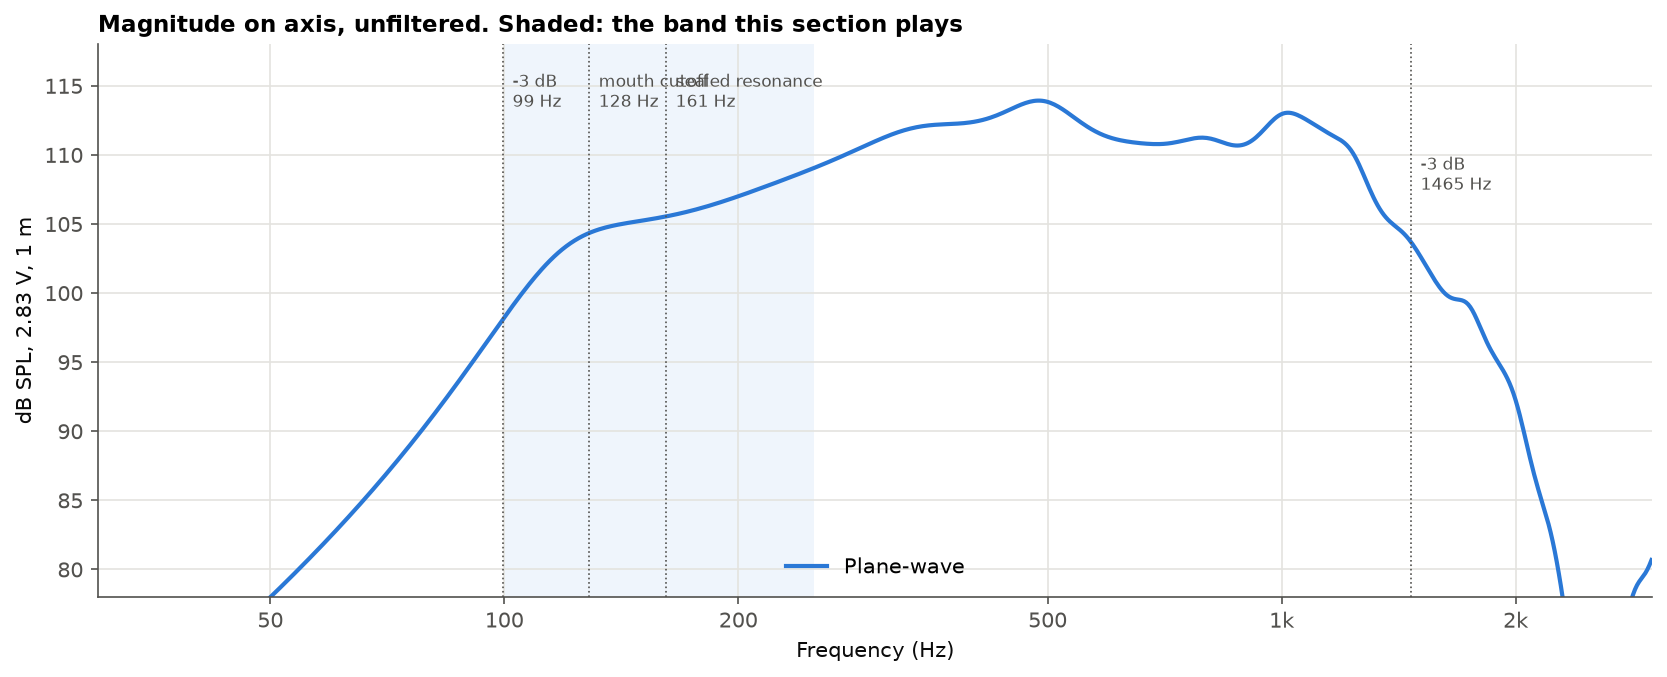 Magnitude on axis, unfiltered. Shaded: the band this section plays
-3 dB
99 Hz
mouth cutoff
128 Hz
sealed resonance
161 Hz
-3 dB
1465 Hz
115
110
105
100
95
90
85
80
dB SPL, 2.83 V, 1 m
Plane-wave
50
100
200
500
1k
2k
Frequency (Hz)